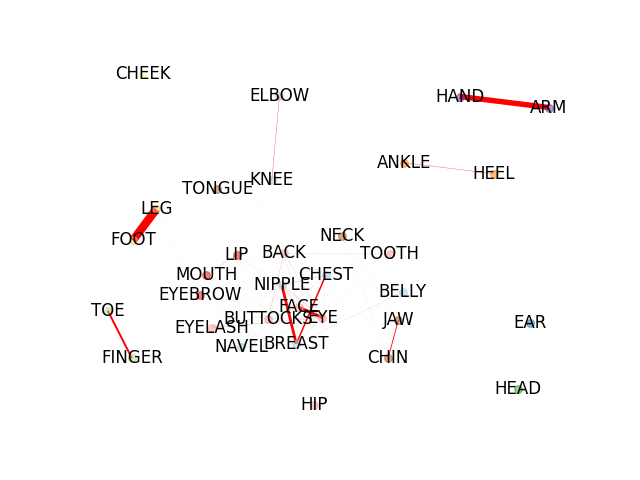 CHEEK
ELBOW
HAND
ARM
ANKLE
HEEL
KNEE
TONGUE
LEG
FOOT
NECK
LIP
BACK
TOOTH
MOUTH
CHEST
NIPPLE
BELLY
EYEBROW
FACE
TOE
BUTTOCKS
EYE
JAW
EAR
EYELASH
BREAST
NAVEL
FINGER
CHIN
HEAD
HIP